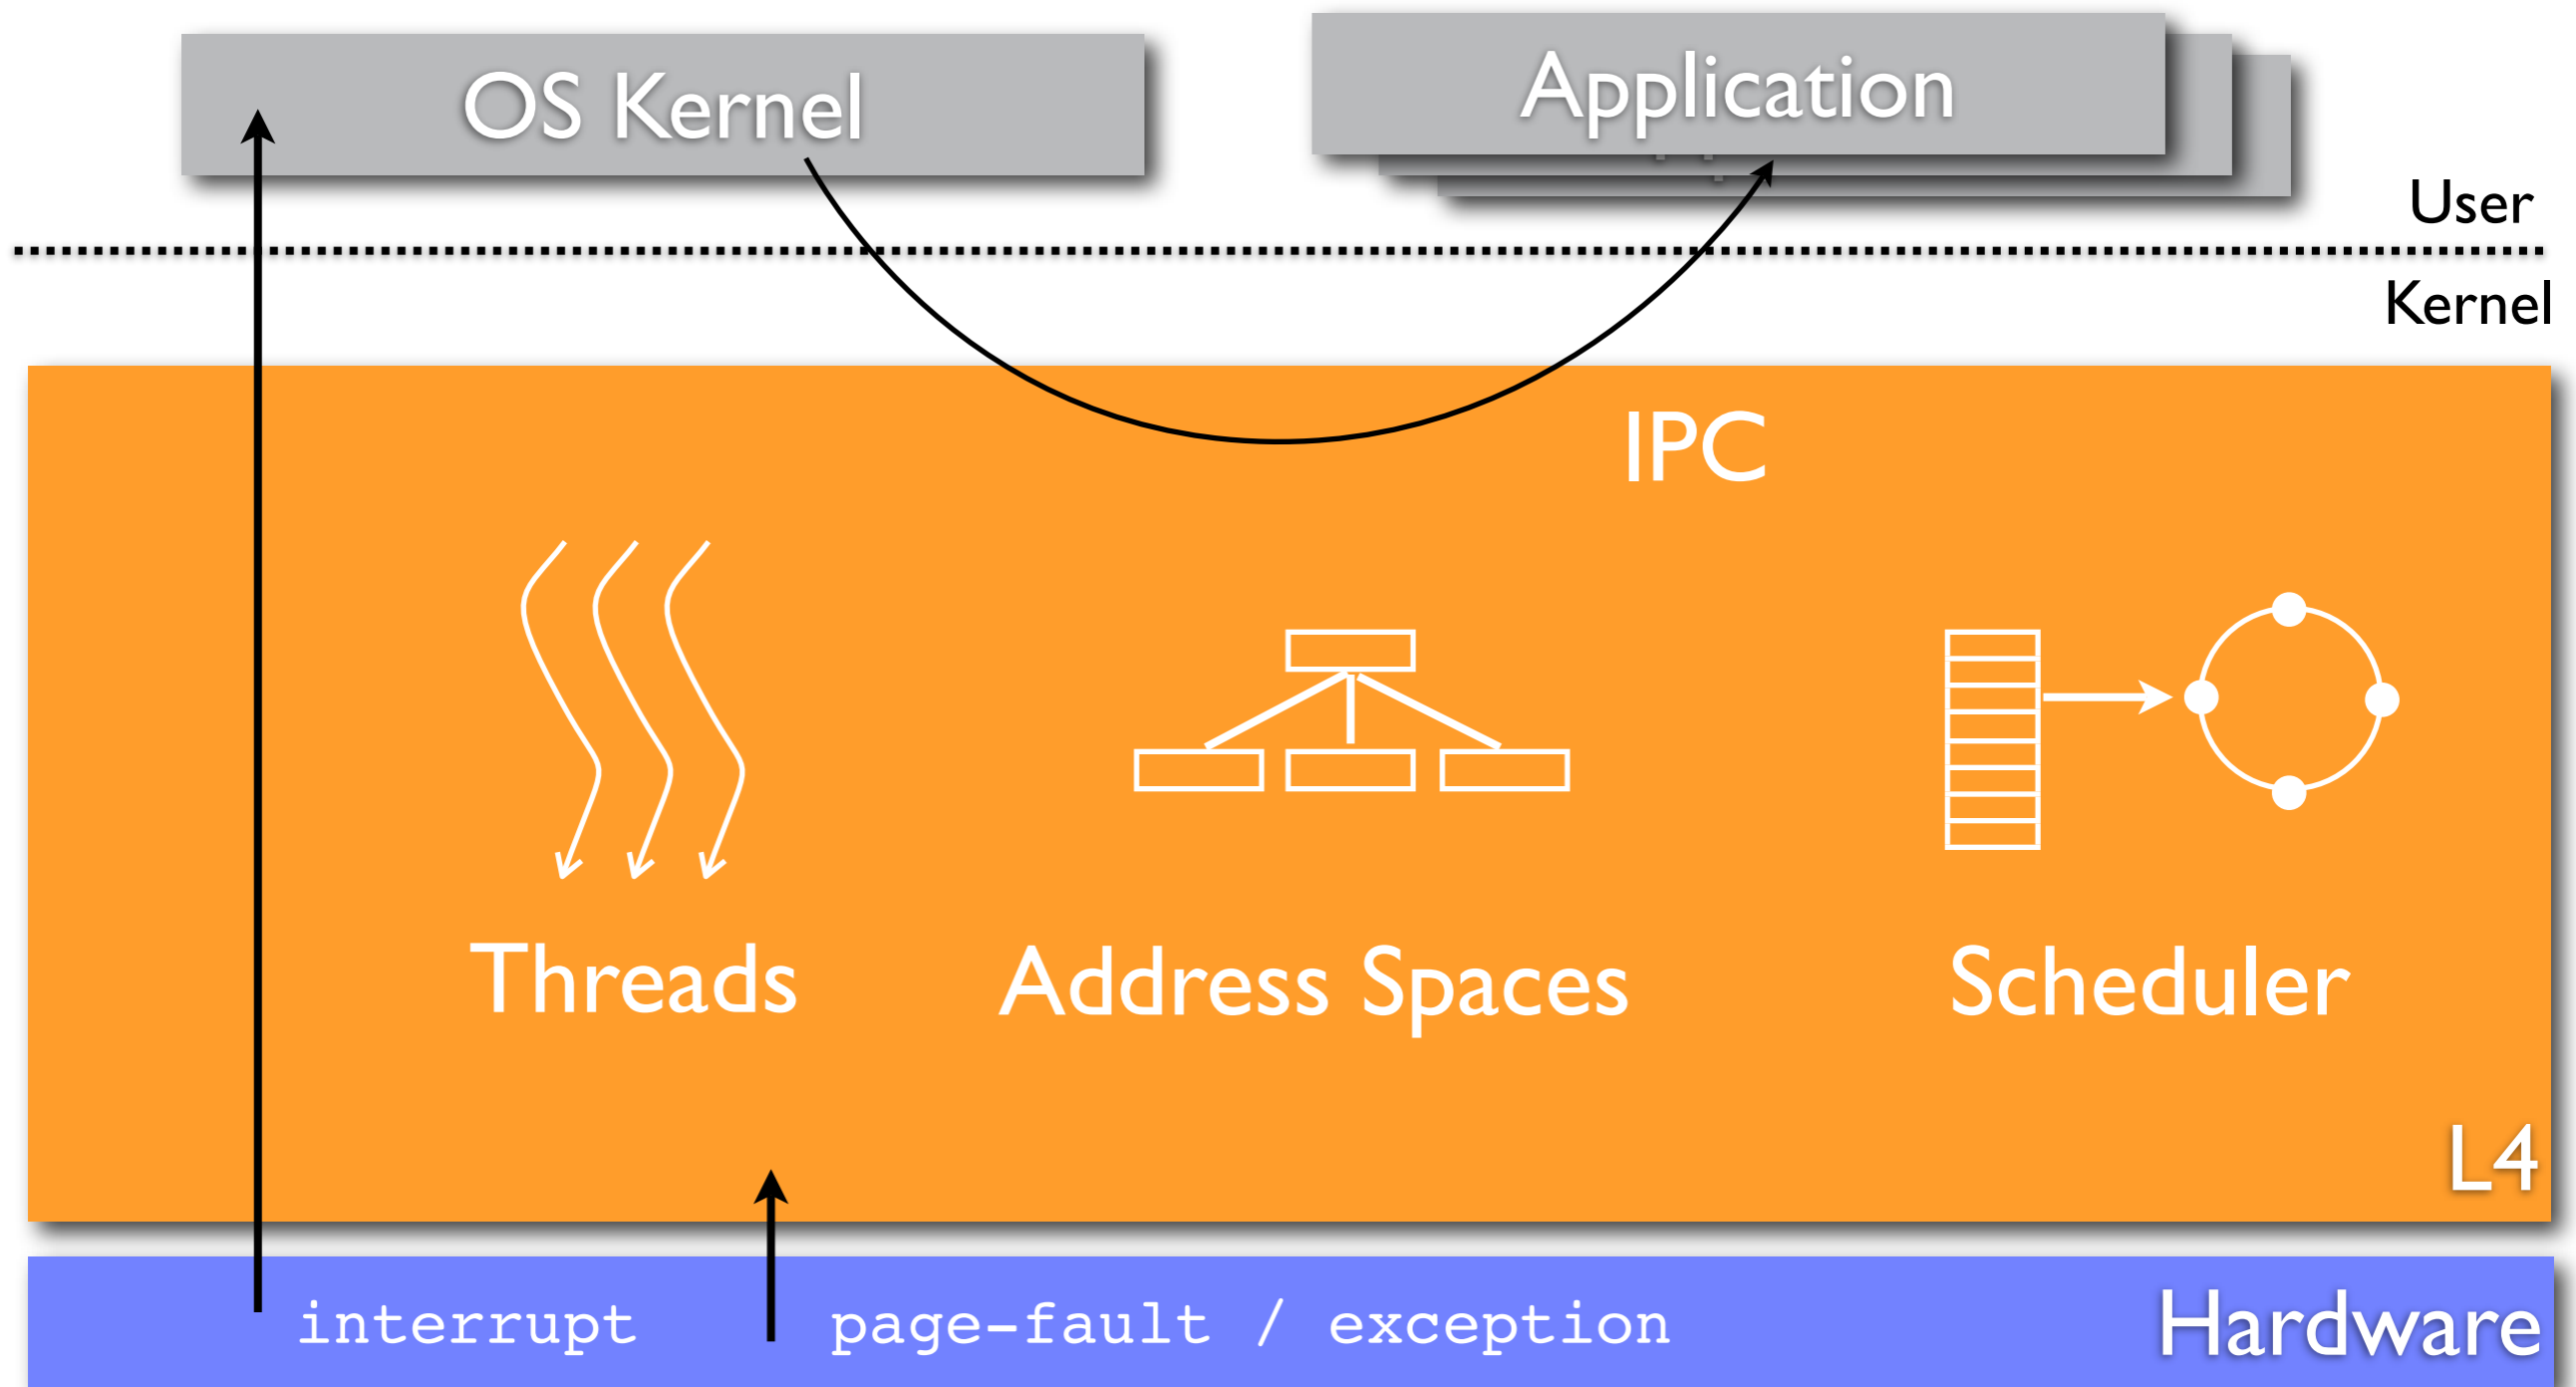 OS Kernel
Application
User
Kernel
IPC
Threads
Address Spaces
Scheduler
L4
interrupt
page-fault / exception
Hardware